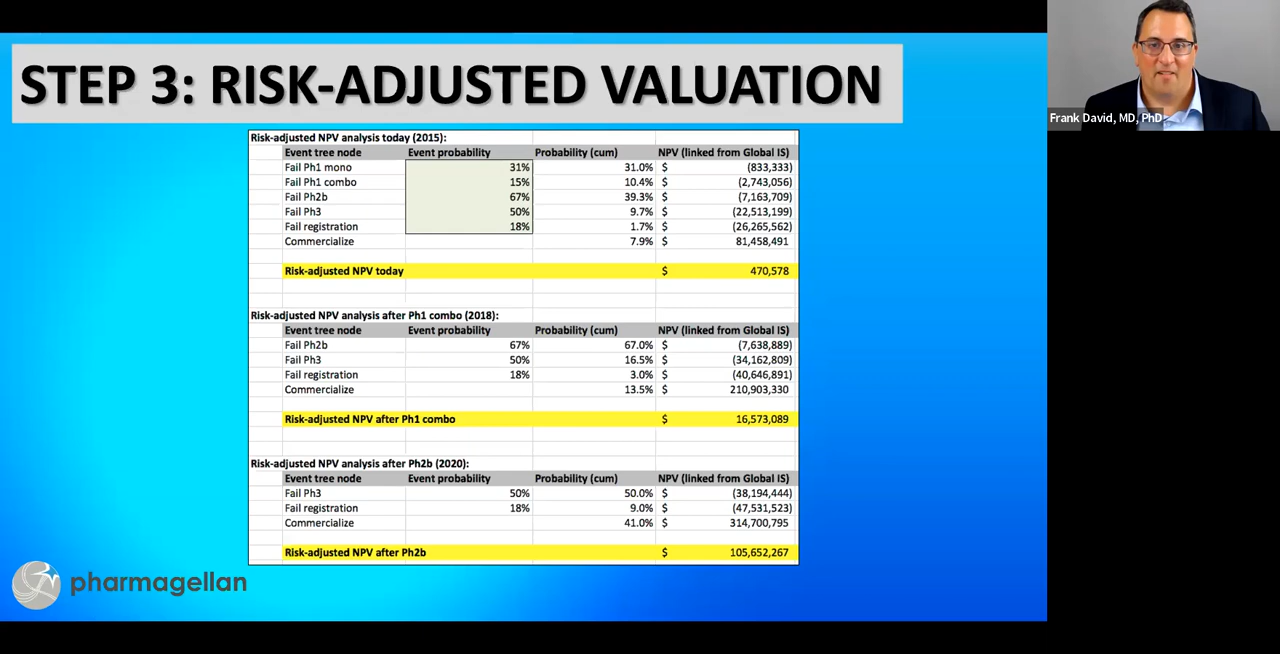 STEP 3: RISK-ADJUSTED VALUATION
Frank David, MD, PhD
Risk-adjusted NPV analysis today (2015):
Event tree node Event probability Probability (cum) NPV (linked from Global IS)
Fail Ph1 mono 31% 31.0% $ (833,333)
Fail Ph1 combo 15% 10.4% $ (2,743,056)
Fail Ph2b 67% 39.3% $ (7,163,709)
Fail Ph3 50% 9.7% $ (22,513,199)
Fail registration 18% 1.7% $ (26,265,562)
Commercialize 7.9% $ 81,458,491
Risk-adjusted NPV today $ 470,578
Risk-adjusted NPV analysis after Ph1 combo (2018):
Event tree node Event probability Probability (cum) NPV (linked from Global IS)
Fail Ph2b 67% 67.0% $ (7,638,889)
Fail Ph3 50% 16.5% $ (34,162,809)
Fail registration 18% 3.0% $ (40,646,891)
Commercialize 13.5% $ 210,903,330
Risk-adjusted NPV after Ph1 combo $ 16,573,089
Risk-adjusted NPV analysis after Ph2b (2020):
Event tree node Event probability Probability (cum) NPV (linked from Global IS)
Fail Ph3 50% 50.0% $ (38,194,444)
Fail registration 18% 9.0% $ (47,531,523)
Commercialize 41.0% $ 314,700,795
Risk-adjusted NPV after Ph2b $ 105,652,267
pharmagellan